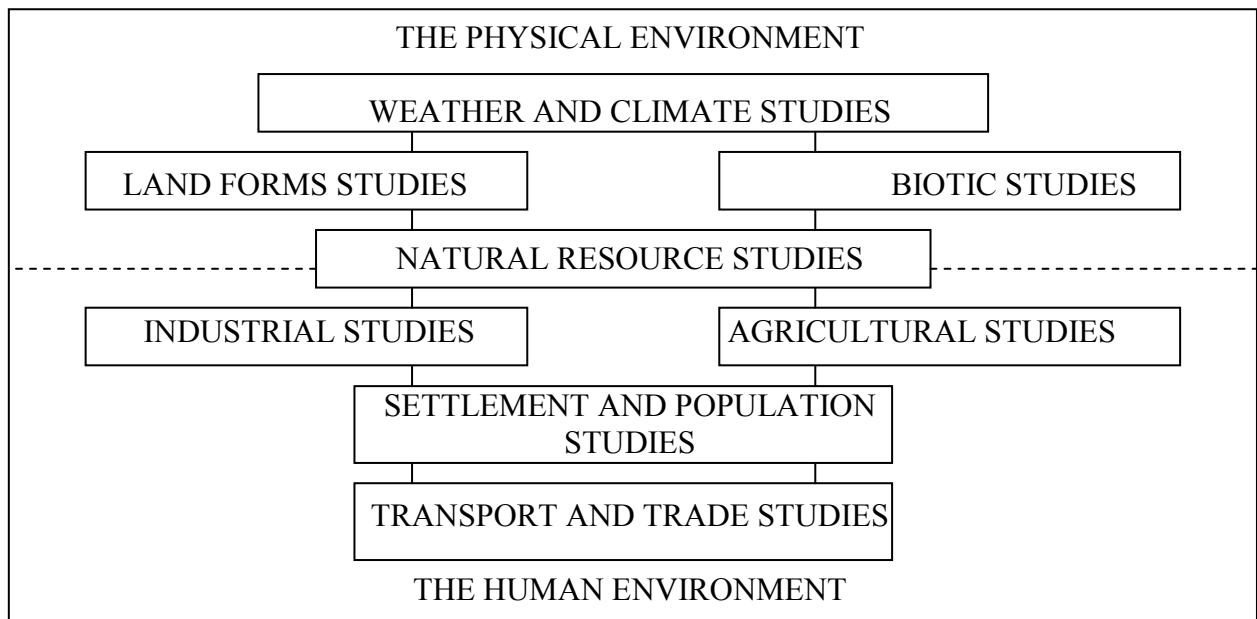 THE PHYSICAL ENVIRONMENT
WEATHER AND CLIMATE STUDIES
LAND FORMS STUDIES
BIOTIC STUDIES
NATURAL RESOURCE STUDIES
INDUSTRIAL STUDIES
AGRICULTURAL STUDIES
SETTLEMENT AND POPULATION
STUDIES
TRANSPORT AND TRADE STUDIES
THE HUMAN ENVIRONMENT